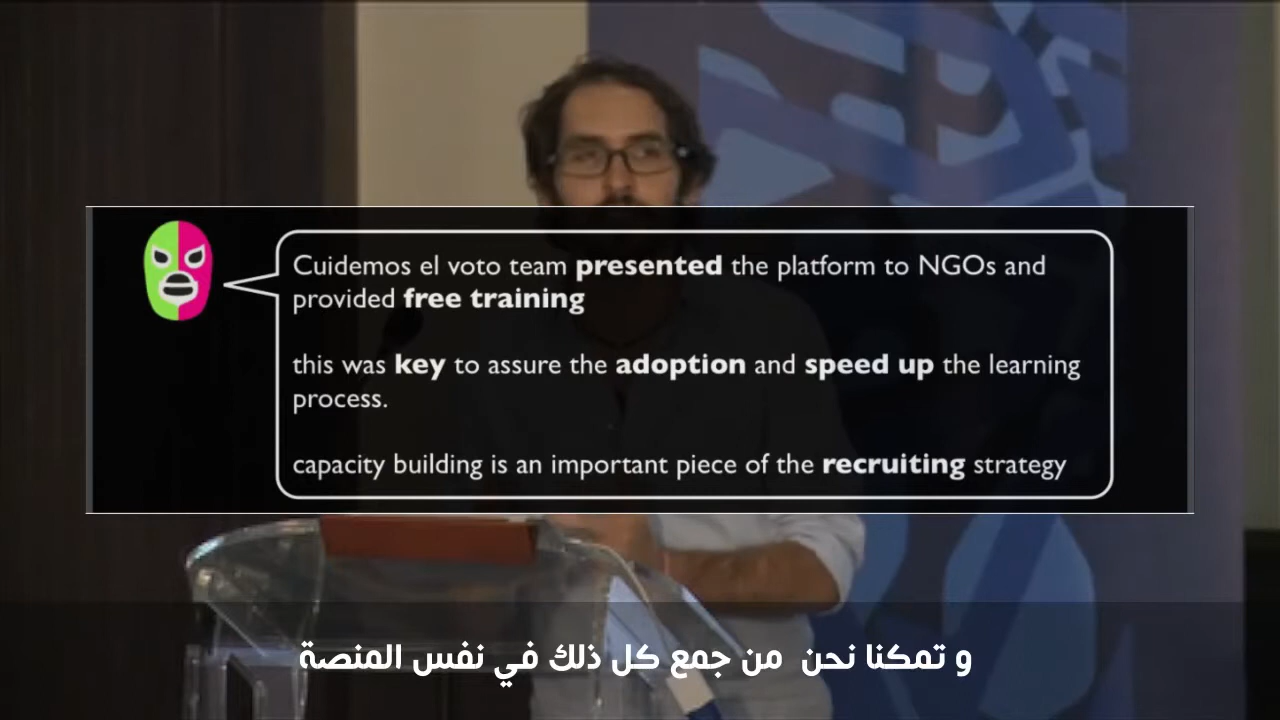 Cuidemos el voto team presented the platform to NGOs and
provided free training
this was key to assure the adoption and speed up the learning
process.
capacity building is an important piece of the recruiting strategy
و تمكنا نحن من جمع كل ذلك في نفس المنصة